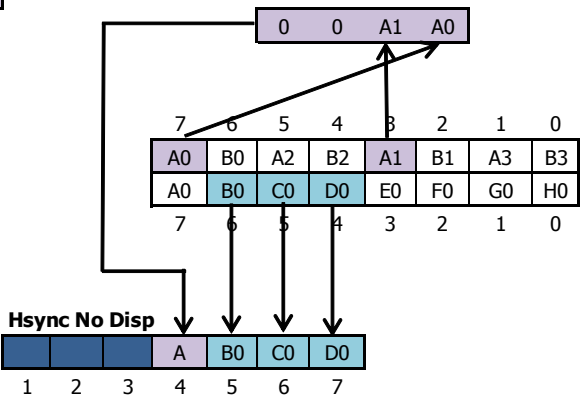 0 0 A1 A0
7 6 5 4 3 2 1 0
A0 B0 A2 B2 A1 B1 A3 B3
A0 B0 C0 D0 E0 F0 G0 H0
7 6 5 4 3 2 1 0
Hsync No Disp
A B0 C0 D0
1 2 3 4 5 6 7